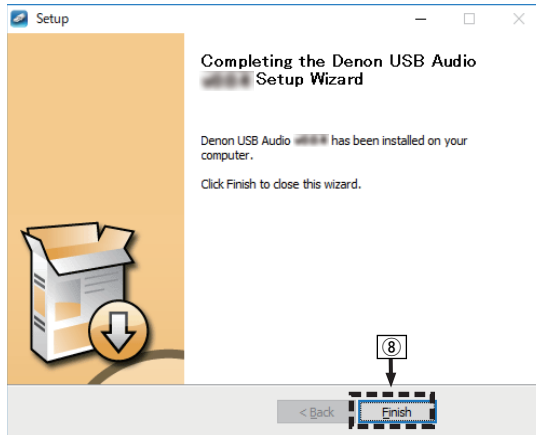 Setup
Completing the Denon USB Audio
Setup Wizard
Denon USB Audio has been installed on your
computer.
Click Finish to close this wizard.
⑧
< Back
Finish